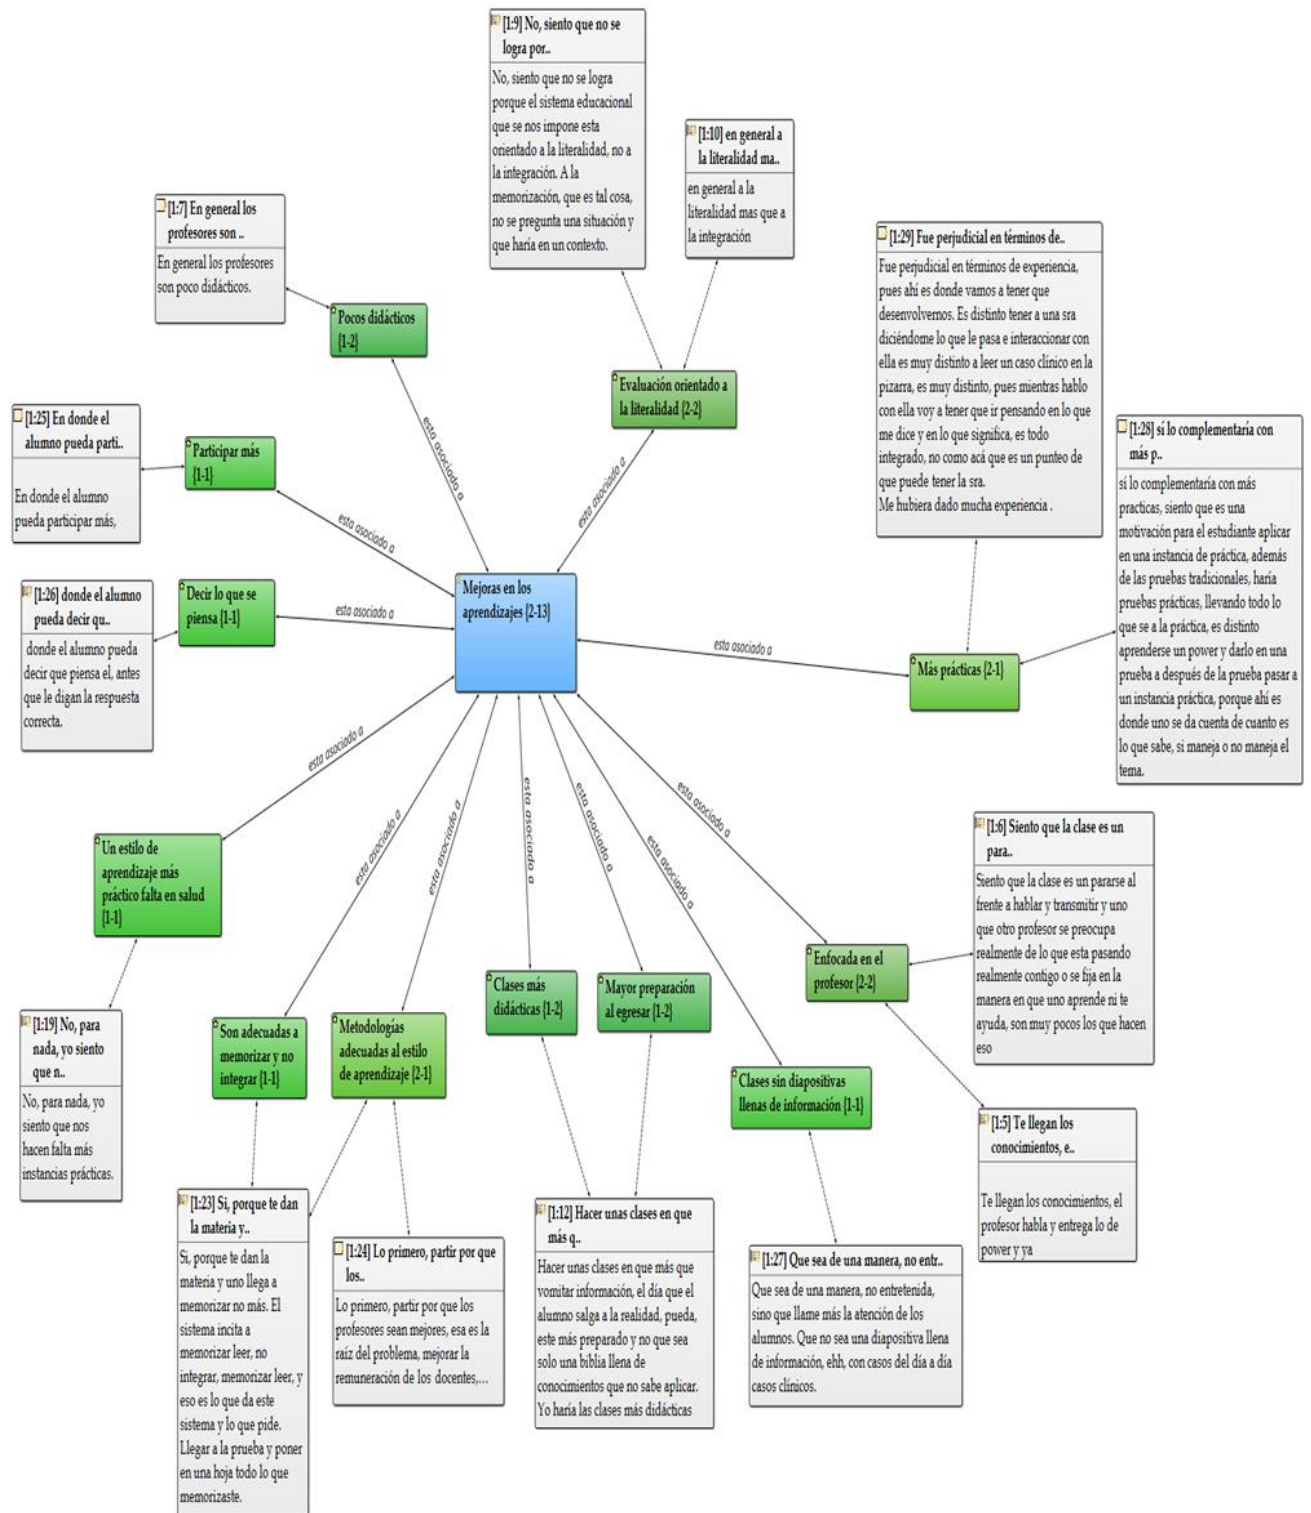 [1:9] No, siento que no se
logra por..
No, siento que no se logra
porque el sistema educacional
que se nos impone esta
orientado a la literalidad, no a
la integración. A la
memorización, que es tal cosa,
no se pregunta una situación y
que haría en un contexto.
[1:10] en general a
la literalidad ma..
en general a la
literalidad mas que a
la integración
[1:7] En general los
profesores son ..
En general los profesores
son poco didácticos.
[1:29] Fue perjudicial en términos de..
Fue perjudicial en términos de experiencia,
pues ahí es donde vamos a tener que
desenvolvernos. Es distinto tener a una sra
diciéndome lo que le pasa e interaccionar con
ella es muy distinto a leer un caso clínico en la
pizarra, es muy distinto, pues mientras hablo
con ella voy a tener que ir pensando en lo que
me dice y en lo que significa, es todo
integrado, no como acá que es un punteo de
que puede tener la sra.
Me hubiera dado mucha experiencia .
Pocos didácticos
{1-2}
Evaluación orientado a
la literalidad {2-2}
[1:25] En donde el
alumno pueda parti..
En donde el alumno
pueda participar más,
Participar más
{1-1}
[1:28] sí lo complementaría con
más p..
sí lo complementaría con más
practicas, siento que es una
motivación para el estudiante aplicar
en una instancia de práctica, además
de las pruebas tradicionales, haría
pruebas prácticas, llevando todo lo
que se a la práctica, es distinto
aprenderse un power y darlo en una
prueba a después de la prueba pasar a
un instancia práctica, porque ahí es
donde uno se da cuenta de cuanto es
lo que sabe, si maneja o no maneja el
tema.
esta asociado a
esta asociado a
esta asociado a
Mejoras en los
aprendizajes {2-13}
[1:26] donde el alumno
pueda decir qu..
donde el alumno pueda
decir que piensa el, antes
que le digan la respuesta
correcta.
Decir lo que se
piensa {1-1}
esta asociado a
esta asociado a
Más prácticas {2-1}
esta asociado a
esta asociado a
esta asociado a
esta asociado a
esta asociado a
esta asociado a
esta asociado a
Un estilo de
aprendizaje más
práctico falta en salud
{1-1}
[1:6] Siento que la clase es un
para..
Siento que la clase es un pararse al
frente a hablar y transmitir y uno
que otro profesor se preocupa
realmente de lo que esta pasando
realmente contigo o se fija en la
manera en que uno aprende ni te
ayuda, son muy pocos los que hacen
eso
Enfocada en el
profesor {2-2}
Clases más
didácticas {1-2}
Mayor preparación
al egresar {1-2}
[1:19] No, para
nada, yo siento
que n..
No, para nada, yo
siento que nos
hacen falta más
instancias prácticas.
Son adecuadas a
memorizar y no
integrar {1-1}
Metodologías
adecuadas al estilo
de aprendizaje {2-1}
Clases sin diapositivas
llenas de información {1-1}
[1:5] Te llegan los
conocimientos, e..
Te llegan los conocimientos, el
profesor habla y entrega lo de
power y ya
[1:23] Si, porque te dan
la materia y..
Si, porque te dan la
materia y uno llega a
memorizar no más. El
sistema incita a
memorizar leer, no
integrar, memorizar leer, y
eso es lo que da este
sistema y lo que pide.
Llegar a la prueba y poner
en una hoja todo lo que
memorizaste.
[1:24] Lo primero, partir por que
los..
Lo primero, partir por que los
profesores sean mejores, esa es la
raíz del problema, mejorar la
remuneración de los docentes,...
[1:12] Hacer unas clases en que
más q..
Hacer unas clases en que más que
vomitar información, el día que el
alumno salga a la realidad, pueda,
este más preparado y no que sea
solo una biblia llena de
conocimientos que no sabe aplicar.
Yo haría las clases más didácticas
[1:27] Que sea de una manera, no entr..
Que sea de una manera, no entretenida,
sino que llame más la atención de los
alumnos. Que no sea una diapositiva llena
de información, ehh, con casos del día a día
casos clínicos.